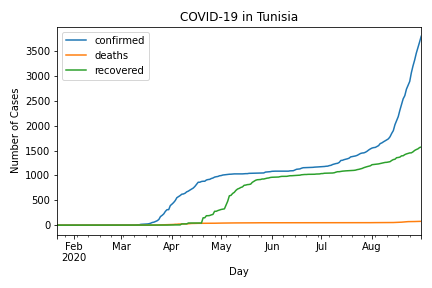 COVID-19 in Tunisia
confirmed
deaths
recovered
Number of Cases
3500
3000
2500
2000
1500
1000
500
0
Feb Mar Apr May Jun Jul Aug
2020
Day